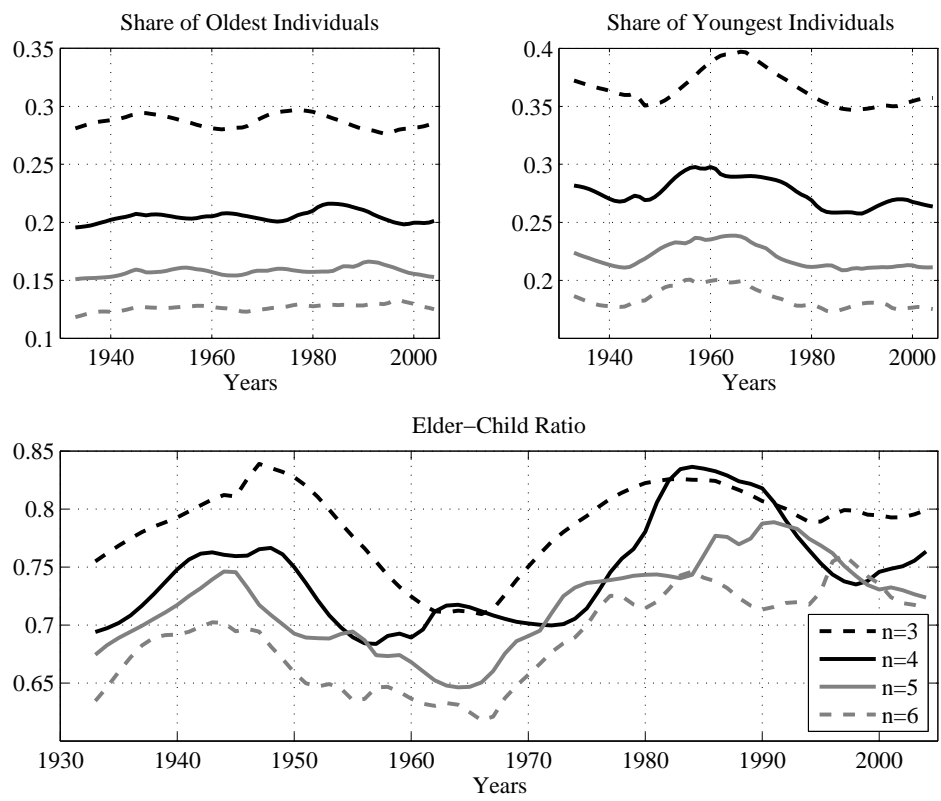 Share of Oldest Individuals
0.35
0.3
0.25
0.2
0.15
0.1
1940 1960 1980 2000
Years
Share of Youngest Individuals
0.4
0.35
0.3
0.25
0.2
1940 1960 1980 2000
Years
Elder−Child Ratio
0.85
0.8
0.75
0.7
0.65
1930 1940 1950 1960 1970 1980 1990 2000
Years
n=3
n=4
n=5
n=6